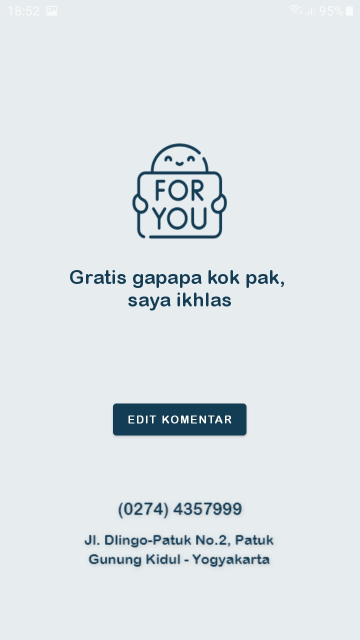 18:52
95%
FOR
YOU
Gratis gapapa kok pak,
saya ikhlas
EDIT KOMENTAR
(0274) 4357999
Jl. Dlingo-Patuk No.2, Patuk
Gunung Kidul - Yogyakarta